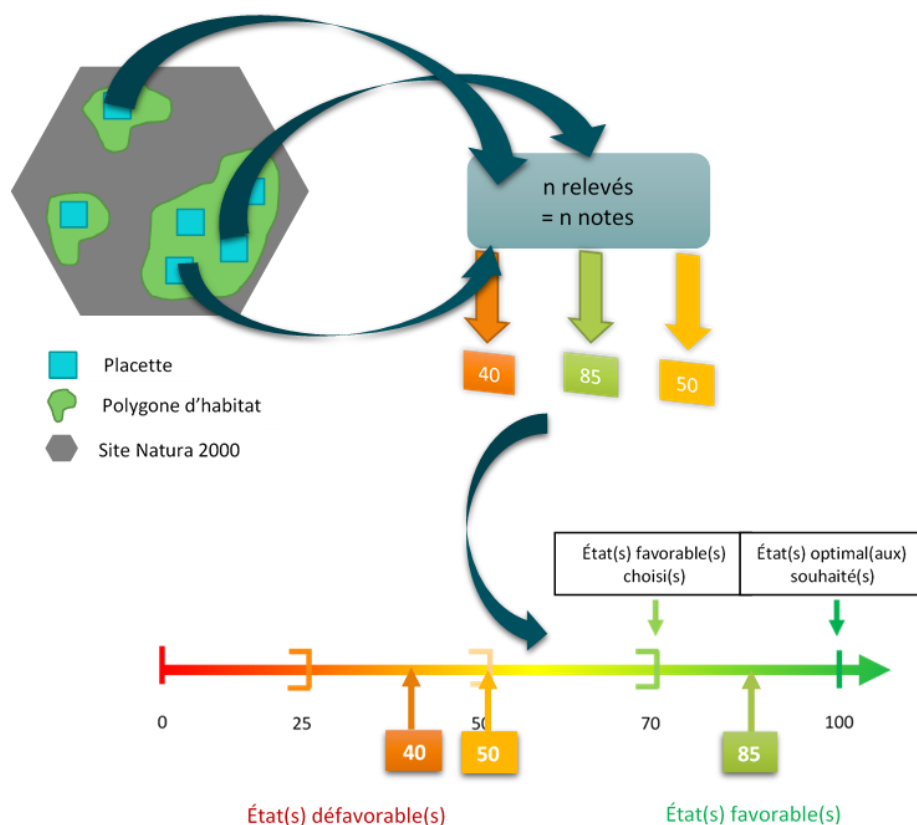 n relevés
= n notes
40
85
50
Placette
Polygone d'habitat
Site Natura 2000
État(s) favorable(s)
choisi(s)
État(s) optimal(aux)
souhaité(s)
0
25
50
70
100
40
50
85
État(s) défavorable(s)
État(s) favorable(s)